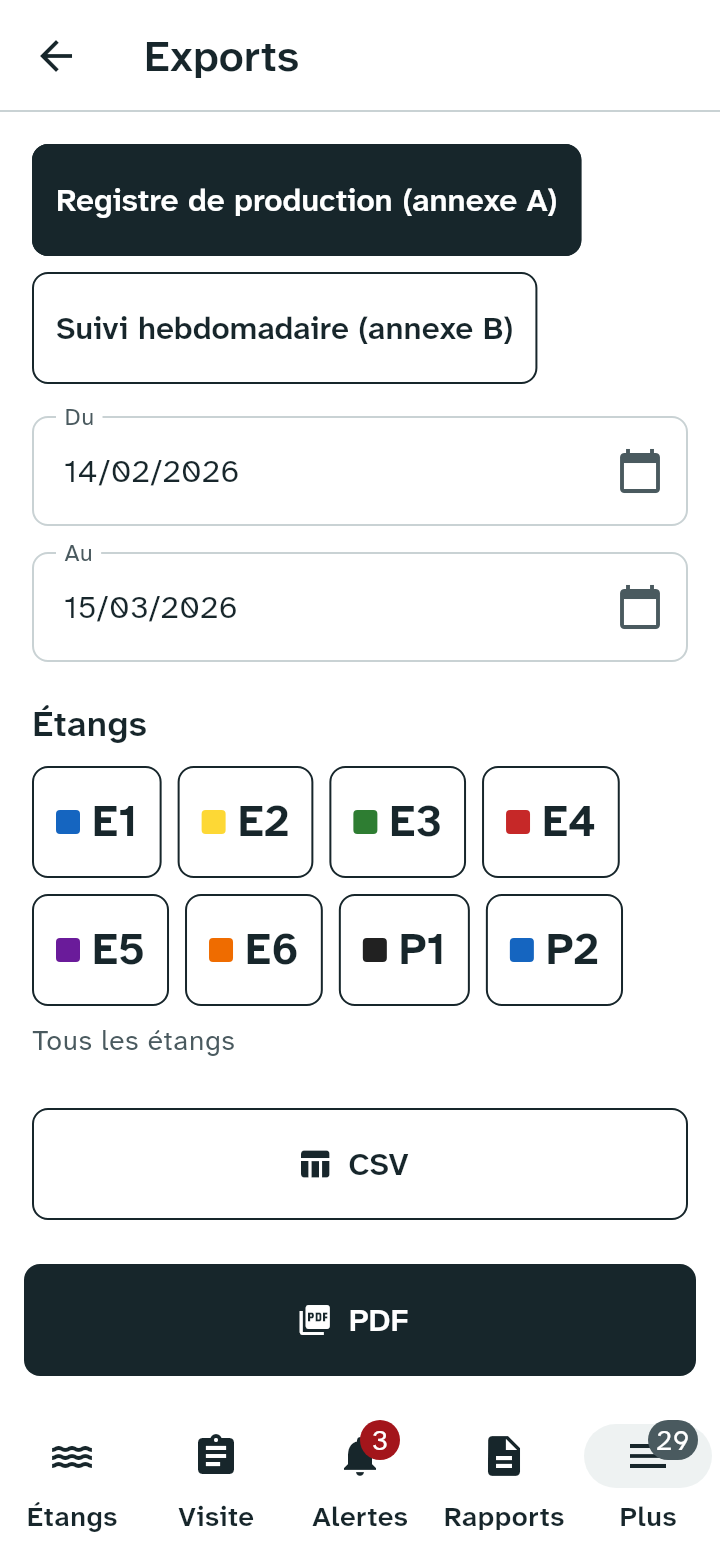 Exports
Registre de production (annexe A)
Suivi hebdomadaire (annexe B)
Du
14/02/2026
Au
15/03/2026
Étangs
E1 E2 E3 E4
E5 E6 P1 P2
Tous les étangs
CSV
PDF PDF
3 29
Étangs Visite Alertes Rapports Plus